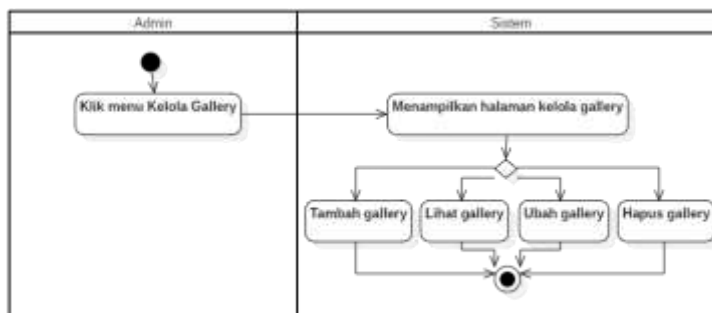 Admin
Sistem
Klik menu Kelola Gallery
Menampilkan halaman kelola gallery
Tambah gallery
Lihat gallery
Ubah gallery
Hapus gallery